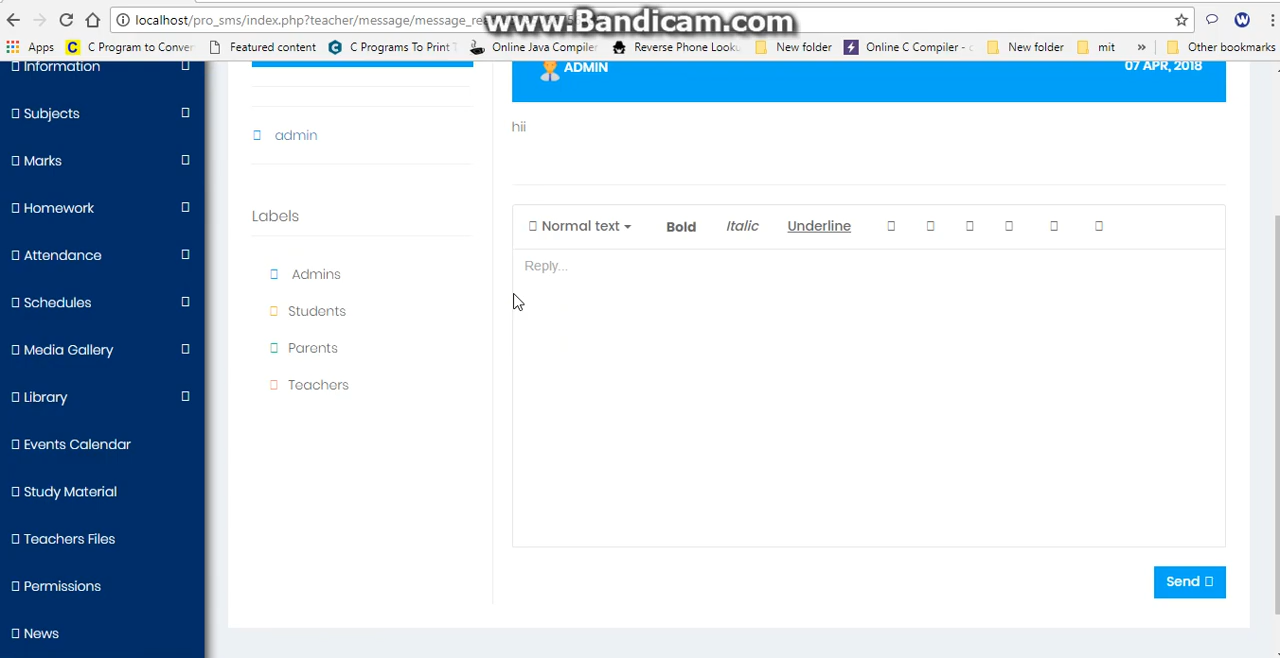 localhost/pro_sms/index.php?teacher/message/message_re
www.Bandicam.com
Apps
C Program to Conver
Featured content
C Programs To Print
Online Java Compiler
Reverse Phone Looku
New folder
Online C Compiler -
New folder
mit
»
Other bookmarks
Information
Subjects
Marks
Homework
Attendance
Schedules
Media Gallery
Library
Events Calendar
Study Material
Teachers Files
Permissions
News
admin
Labels
Admins
Students
Parents
Teachers
ADMIN
07 APR, 2018
hii
Normal text
Bold
Italic
Underline
Reply...
Send